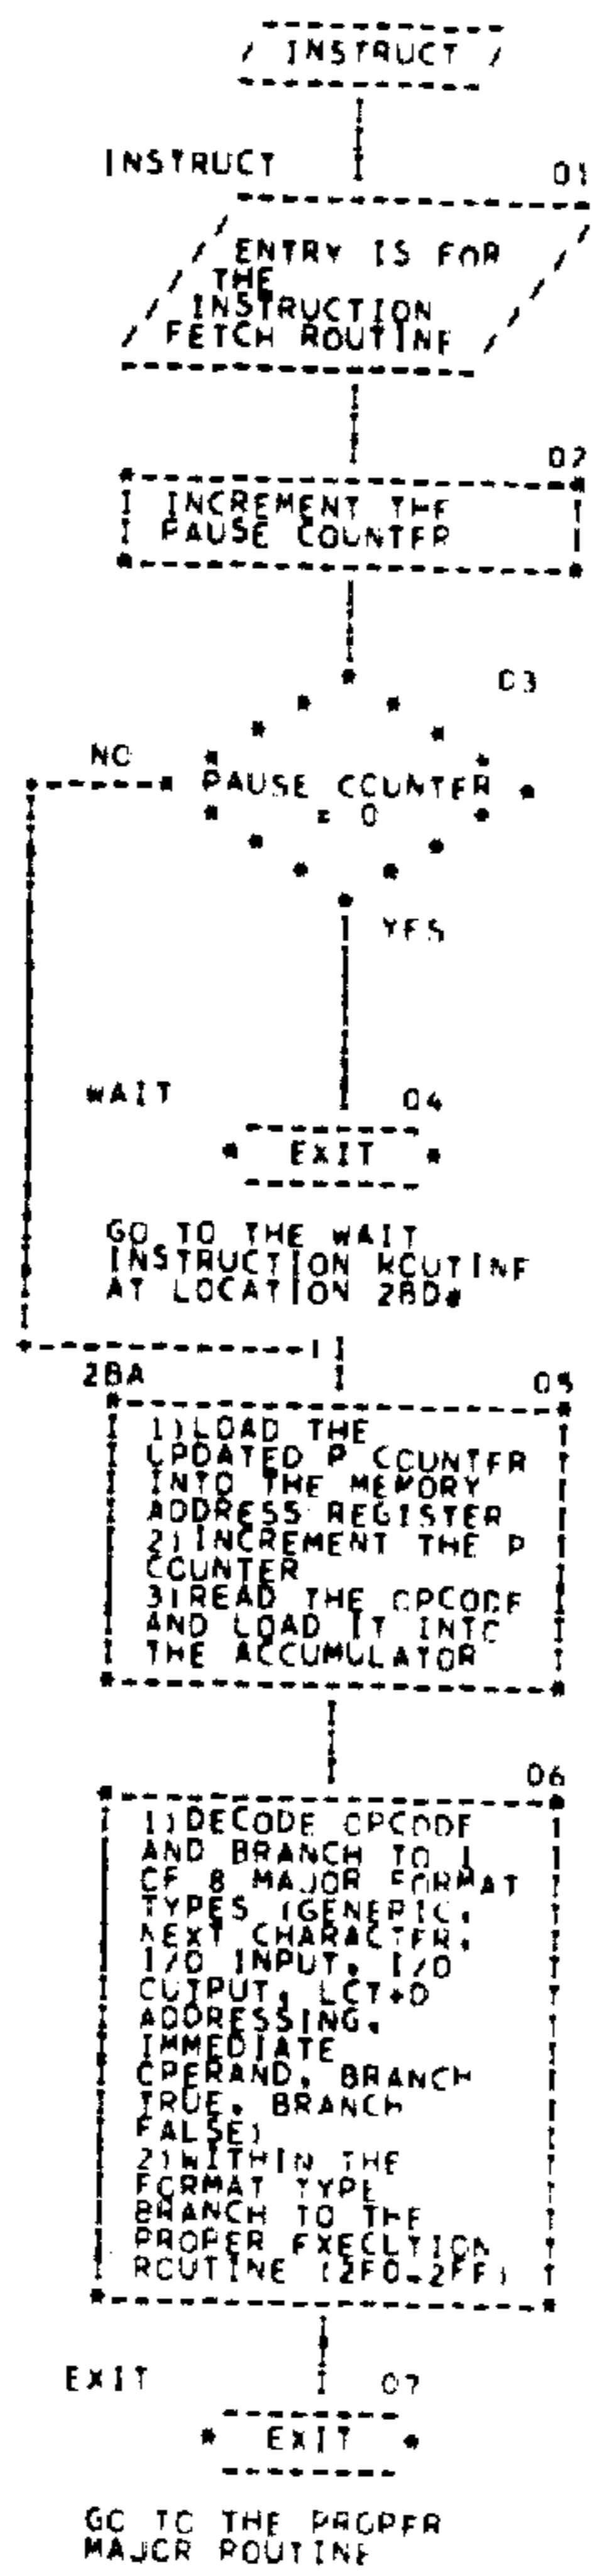 / INSTRUCT /
INSTRUCT 01
ENTRY IS FOR
THE
INSTRUCTION
FETCH ROUTINE
02
INCREMENT THE
PAUSE COUNTER
03
NO
PAUSE COUNTER
= 0
YES
WAIT 04
EXIT
GO TO THE WAIT
INSTRUCTION ROUTINE
AT LOCATION 2BD#
2BA 05
1)LOAD THE
UPDATED P COUNTER
INTO THE MEMORY
ADDRESS REGISTER
2)INCREMENT THE P
COUNTER
3)READ THE OPCODE
AND LOAD IT INTO
THE ACCUMULATOR
06
1)DECODE OPCODE
AND BRANCH TO 1
OF 8 MAJOR FORMAT
TYPES (GENERIC,
NEXT CHARACTER,
I/O INPUT, I/O
OUTPUT, LCT+D
ADDRESSING,
IMMEDIATE
OPERAND, BRANCH
TRUE, BRANCH
FALSE)
2)WITHIN THE
FORMAT TYPE
BRANCH TO THE
PROPER EXECUTION
ROUTINE (2F0-2FF)
EXIT 07
EXIT
GO TO THE PROPER
MAJOR ROUTINE